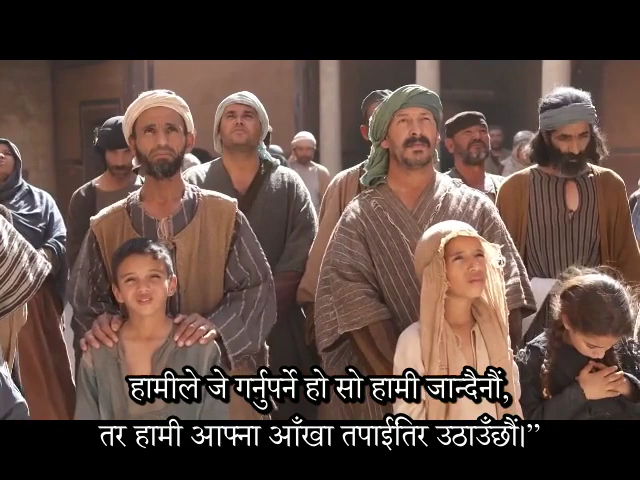 हामीले जे गर्नुपर्ने हो सो हामी जान्दैनौं,
तर हामी आफ्ना आँखा तपाईतिर उठाउँछौं।”